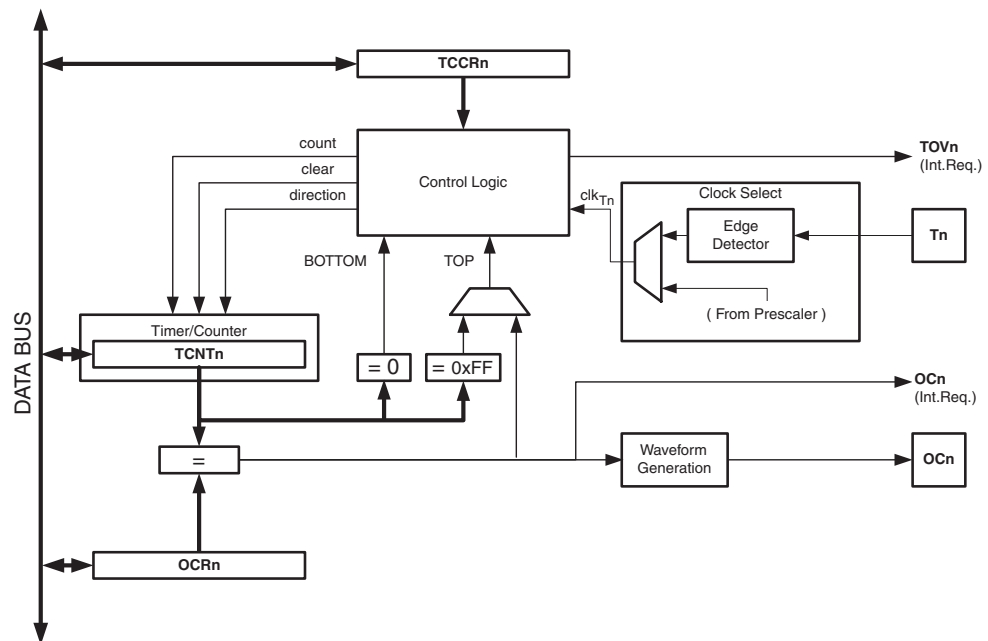 DATA BUS
TCCRn
count
clear
direction
Control Logic
TOVn
(Int.Req.)
clkTn
Clock Select
Edge
Detector
Tn
( From Prescaler )
BOTTOM
TOP
Timer/Counter
TCNTn
= 0
= 0xFF
OCn
(Int.Req.)
=
Waveform
Generation
OCn
OCRn